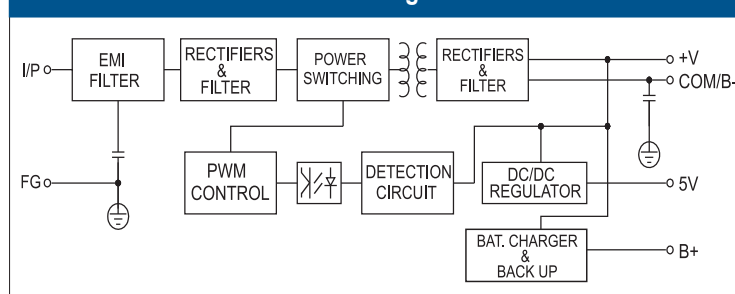 I/P
EMI
FILTER
RECTIFIERS
&
FILTER
POWER
SWITCHING
RECTIFIERS
&
FILTER
+V
COM/B-
FG
PWM
CONTROL
DETECTION
CIRCUIT
DC/DC
REGULATOR
5V
BAT. CHARGER
&
BACK UP
B+